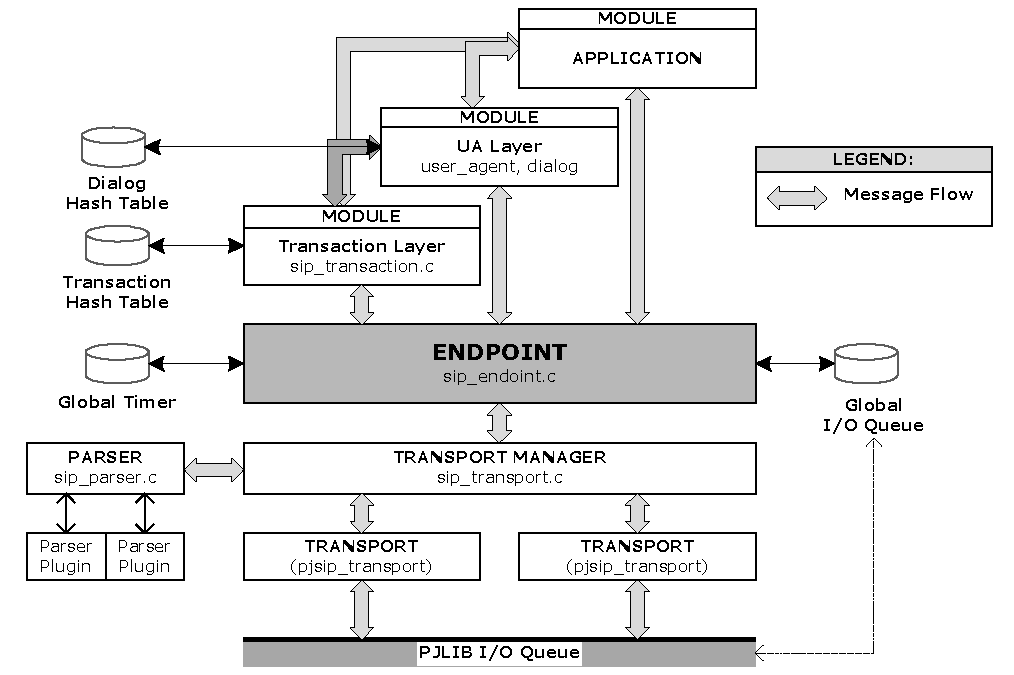 MODULE
APPLICATION
MODULE
UA Layer
user_agent, dialog
Dialog
Hash Table
LEGEND:
Message Flow
MODULE
Transaction Layer
sip_transaction.c
Transaction
Hash Table
ENDPOINT
sip_endoint.c
Global Timer
Global
I/O Queue
PARSER
sip_parser.c
TRANSPORT MANAGER
sip_transport.c
Parser
Plugin
Parser
Plugin
TRANSPORT
(pjsip_transport)
TRANSPORT
(pjsip_transport)
PJLIB I/O Queue